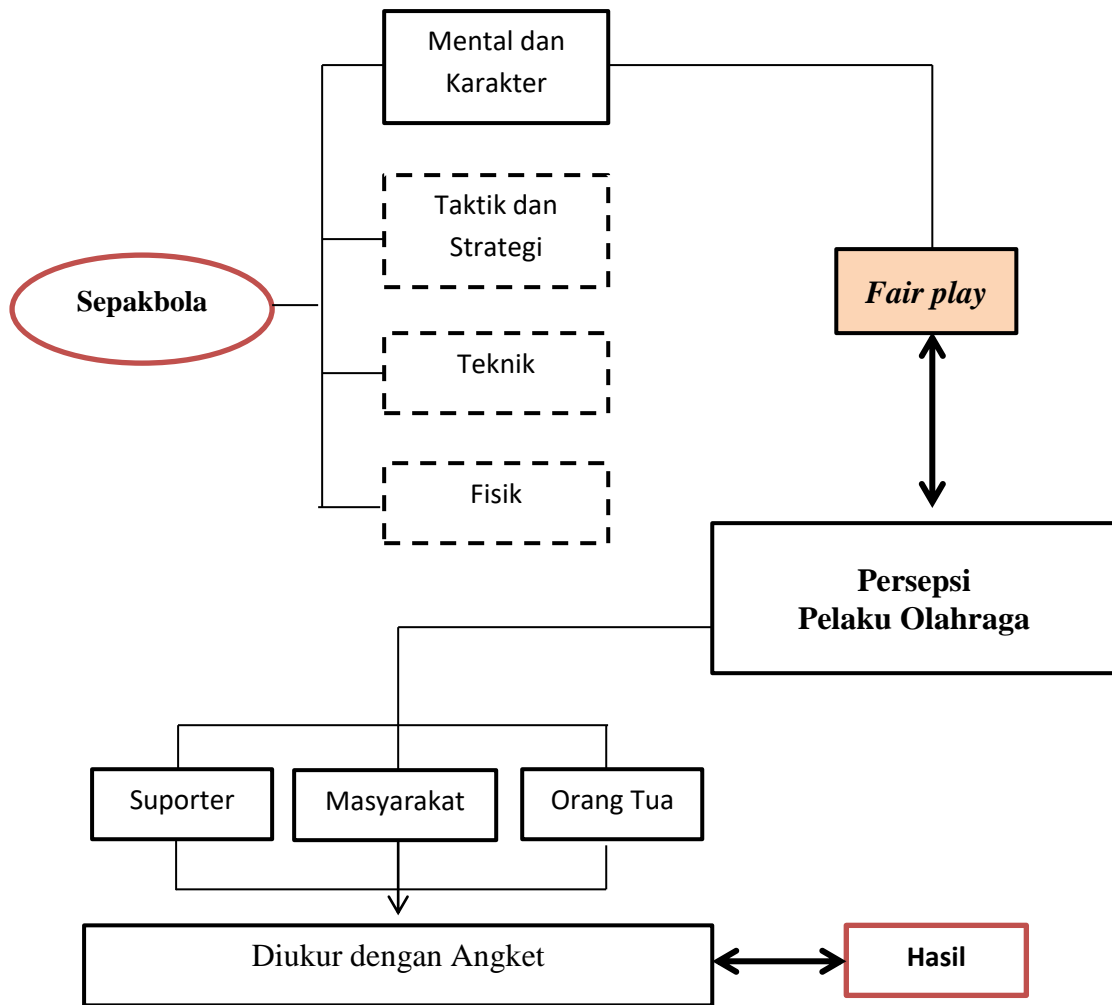 Mental dan
Karakter
Taktik dan
Strategi
Sepakbola
Fair play
Teknik
Fisik
Persepsi
Pelaku Olahraga
Suporter
Masyarakat
Orang Tua
Diukur dengan Angket
Hasil